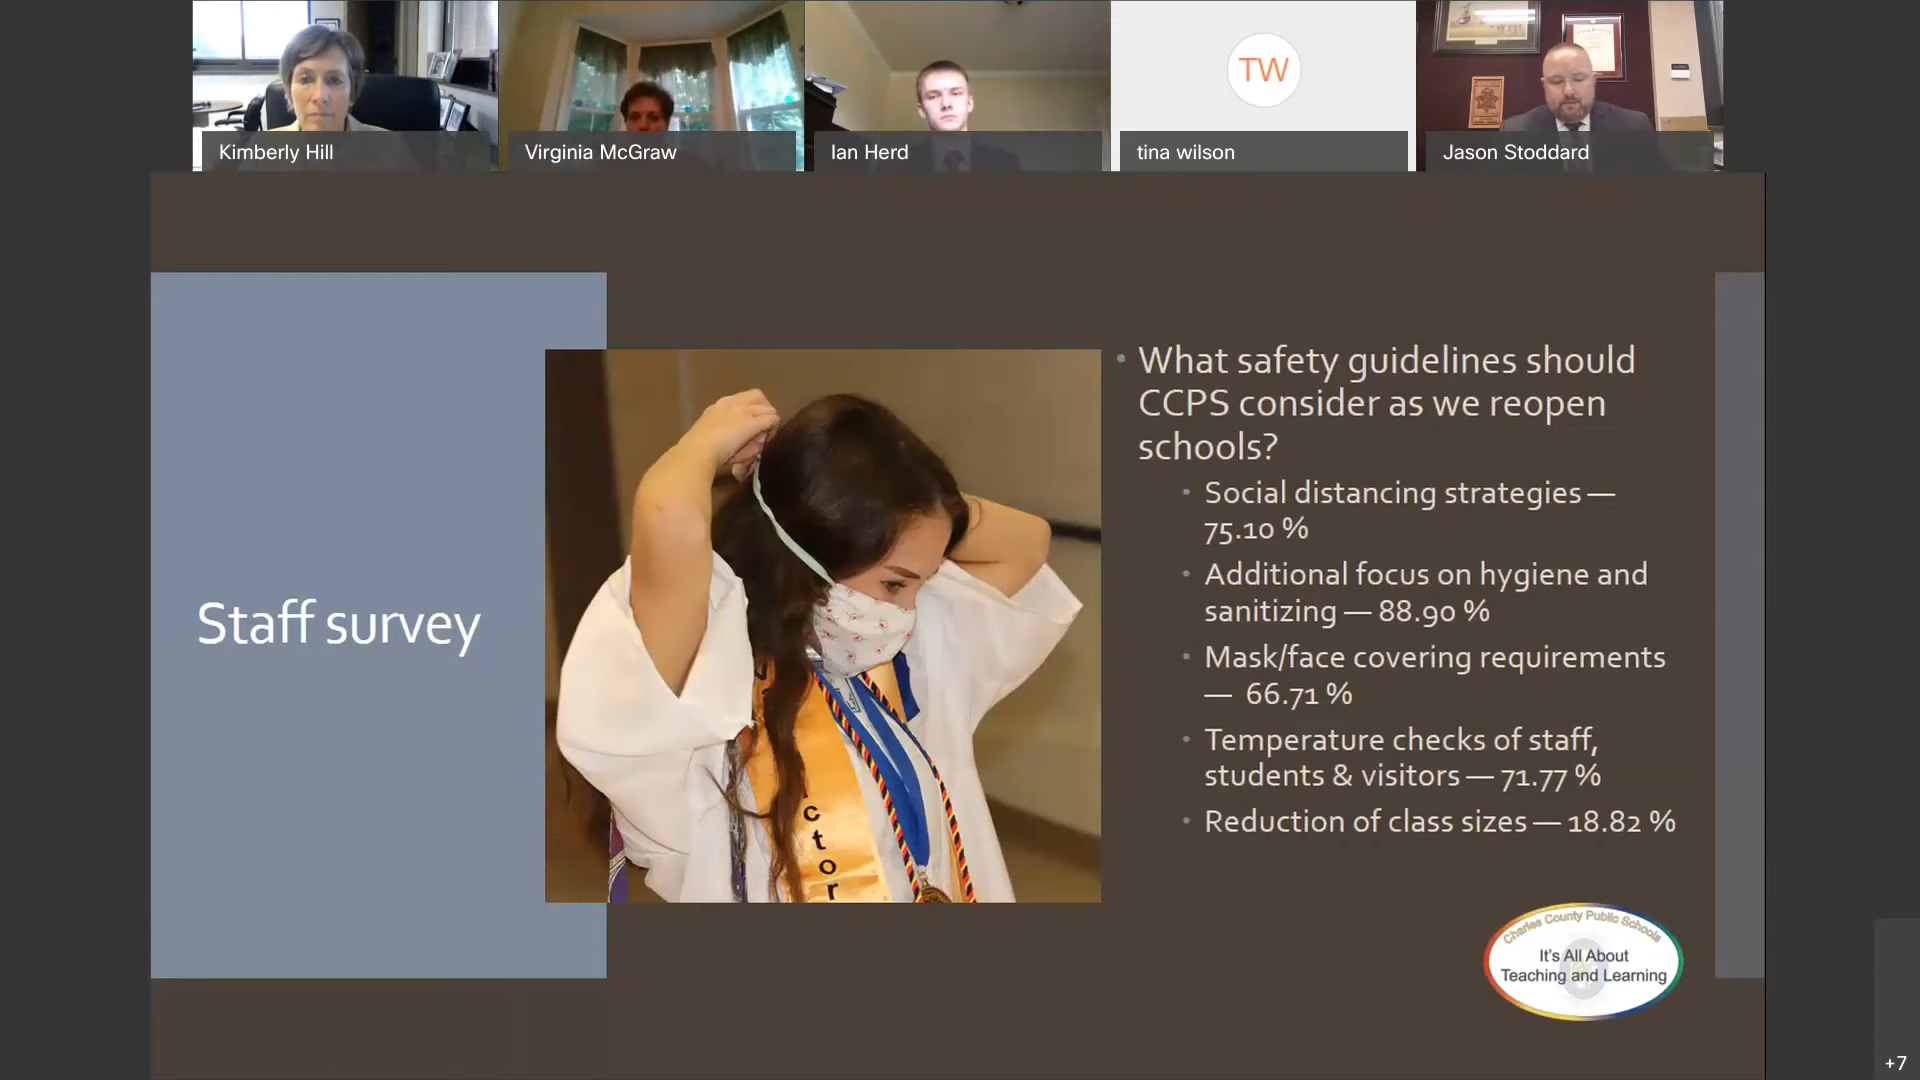 TW
Kimberly Hill
Virginia McGraw
Ian Herd
tina wilson
Jason Stoddard
Staff survey
c
t
o
r
• What safety guidelines should
CCPS consider as we reopen
schools?
• Social distancing strategies —
75.10 %
• Additional focus on hygiene and
sanitizing — 88.90 %
• Mask/face covering requirements
— 66.71 %
• Temperature checks of staff,
students & visitors — 71.77 %
• Reduction of class sizes — 18.82 %
Charles County Public Schools
It's All About
Teaching and Learning
+7